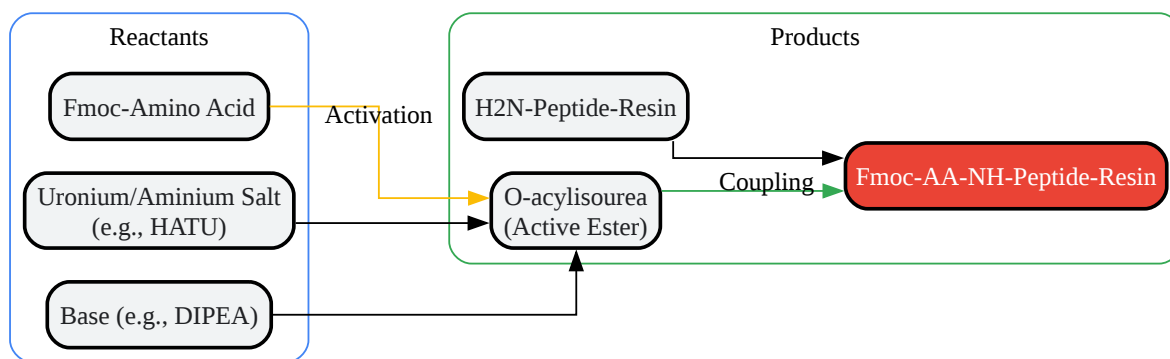 Reactants
Products
Fmoc-Amino Acid
Activation
H2N-Peptide-Resin
Uronium/Aminium Salt
(e.g., HATU)
O-acylisourea
(Active Ester)
Coupling
Fmoc-AA-NH-Peptide-Resin
Base (e.g., DIPEA)